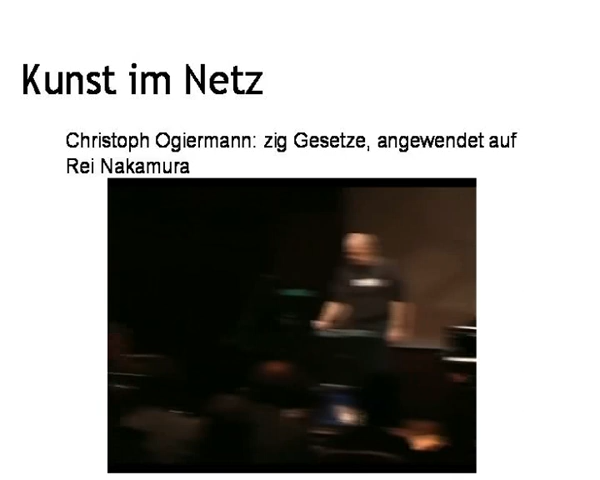 Kunst im Netz
Christoph Ogiermann: zig Gesetze, angewendet auf
Rei Nakamura